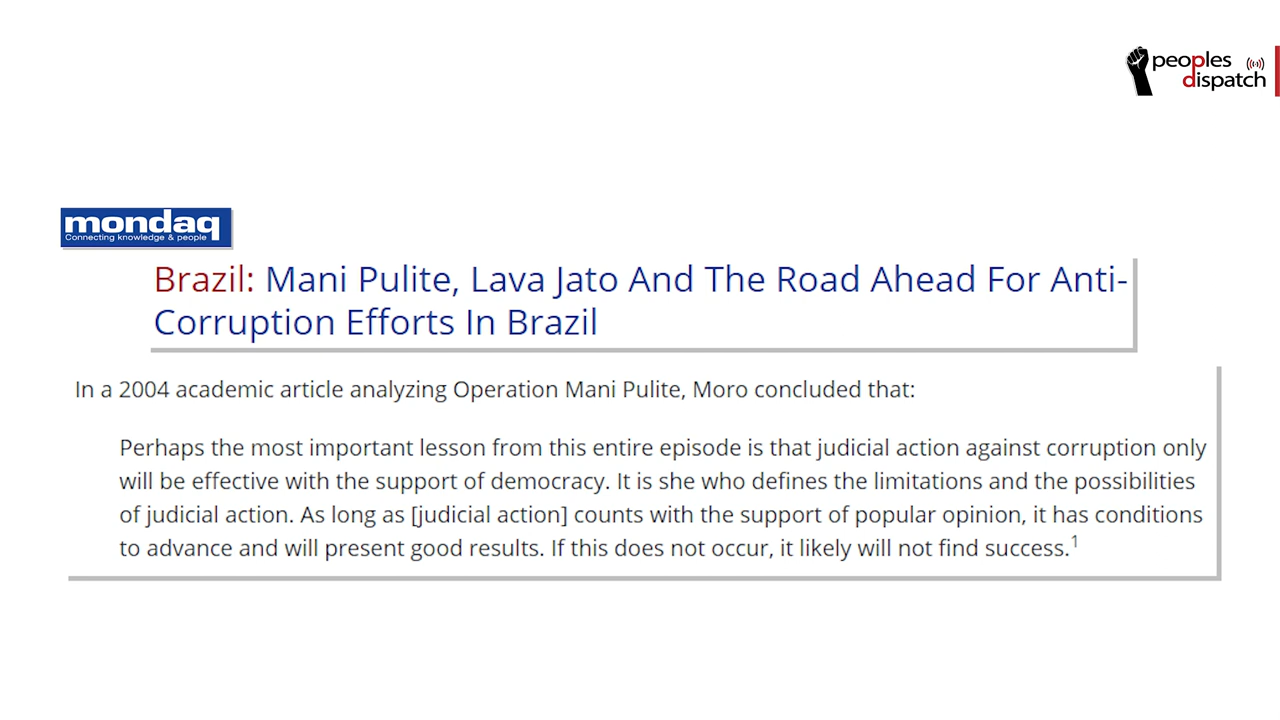 peoples
dispatch
mondaq
Connecting knowledge & people
Brazil: Mani Pulite, Lava Jato And The Road Ahead For Anti-
Corruption Efforts In Brazil
In a 2004 academic article analyzing Operation Mani Pulite, Moro concluded that:
Perhaps the most important lesson from this entire episode is that judicial action against corruption only
will be effective with the support of democracy. It is she who defines the limitations and the possibilities
of judicial action. As long as [judicial action] counts with the support of popular opinion, it has conditions
to advance and will present good results. If this does not occur, it likely will not find success.1